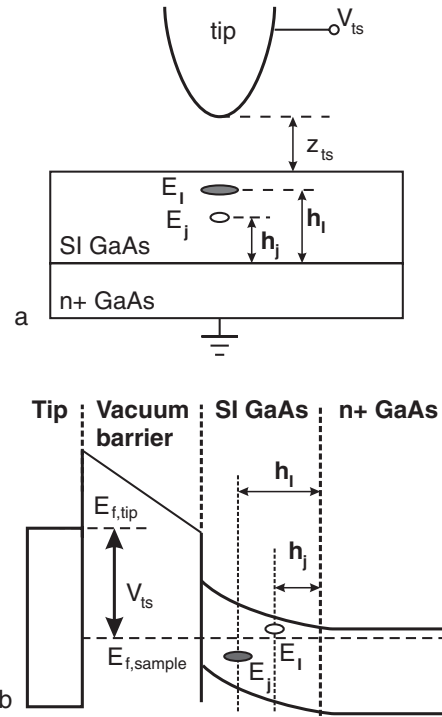 tip
V_ts
z_ts
E_l
E_j
h_l
h_j
SI GaAs
n+ GaAs
a
Tip Vacuum barrier SI GaAs n+ GaAs
h_l
E_f,tip
h_j
V_ts
E_l
E_f,sample
E_j
b